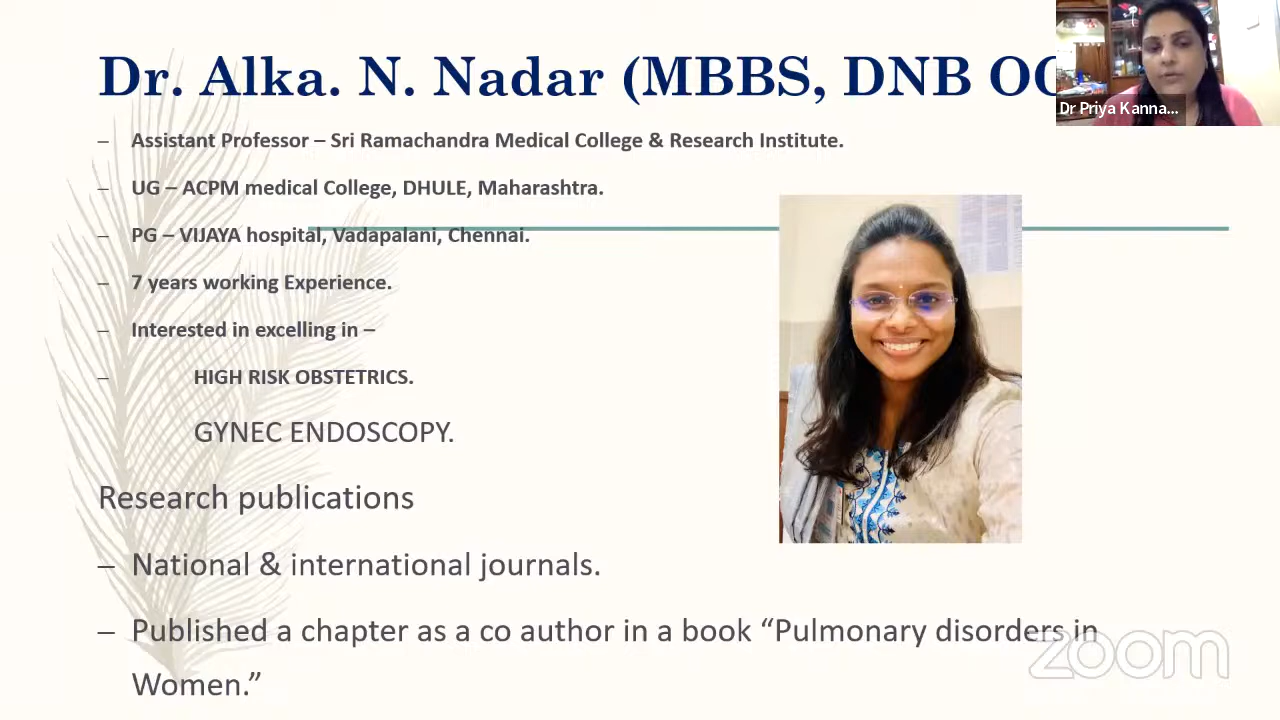 Dr. Alka. N. Nadar (MBBS, DNB
Dr Priya Kanna...
– Assistant Professor – Sri Ramachandra Medical College & Research Institute.
– UG – ACPM medical College, DHULE, Maharashtra.
– PG – VIJAYA hospital, Vadapalani, Chennai.
– 7 years working Experience.
– Interested in excelling in –
– HIGH RISK OBSTETRICS.
GYNEC ENDOSCOPY.
Research publications
– National & international journals.
– Published a chapter as a co author in a book “Pulmonary disorders in
Women.”
zoom